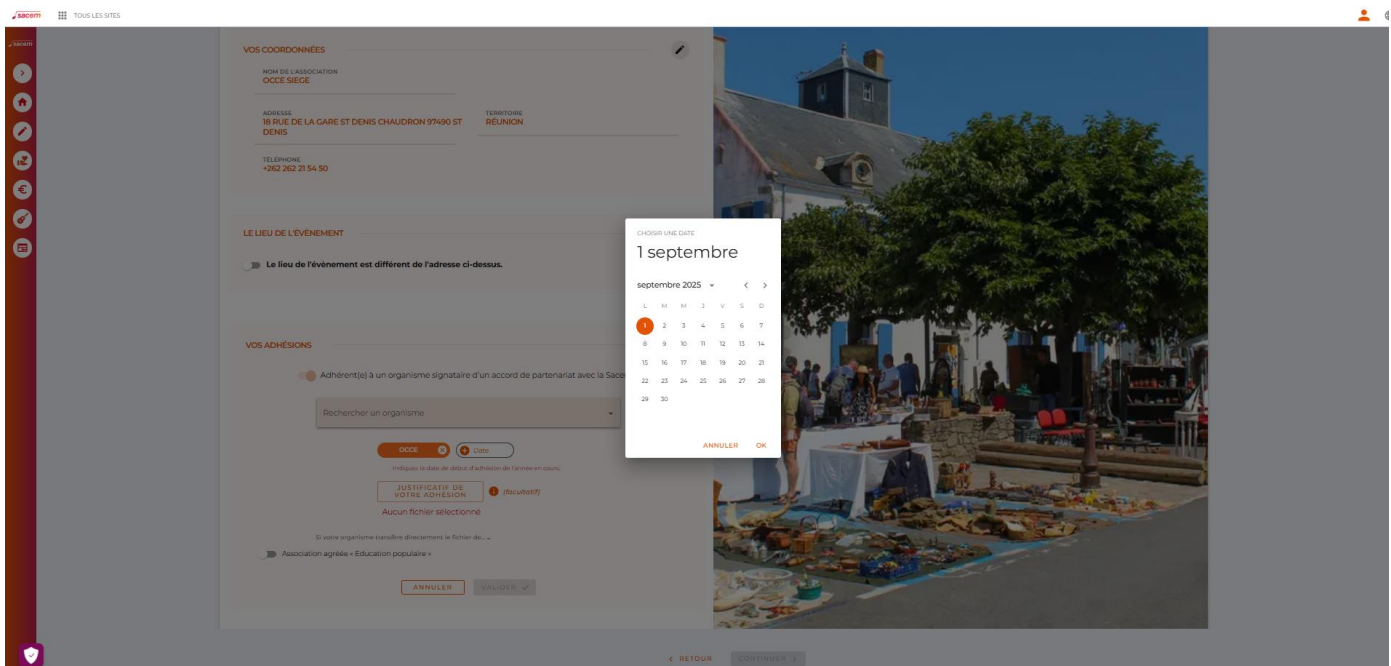 sacem
TOUS LES SITES
sacem
VOS COORDONNÉES
NOM DE L'ASSOCIATION
OCCE SIEGE
ADRESSE
18 RUE DE LA GARE ST DENIS CHAUDRON 97490 ST
DENIS
TERRITOIRE
RÉUNION
TÉLÉPHONE
+262 262 21 54 50
LE LIEU DE L'ÉVÈNEMENT
Le lieu de l'évènement est différent de l'adresse ci-dessus.
VOS ADHÉSIONS
Adhérent(e) à un organisme signataire d'un accord de partenariat avec la Sacem
Rechercher un organisme
OCCE
Date
Indiquez la date de début d'adhésion de l'année en cours.
JUSTIFICATIF DE
VOTRE ADHÉSION
(facultatif)
Aucun fichier sélectionné
Si votre organisme transfère directement le fichier de... 
Association agréée « Education populaire »
ANNULER
VALIDER
CHOISIR UNE DATE
1 septembre
septembre 2025
L M M J V S D
1 2 3 4 5 6 7
8 9 10 11 12 13 14
15 16 17 18 19 20 21
22 23 24 25 26 27 28
29 30
ANNULER OK
RETOUR
CONTINUER